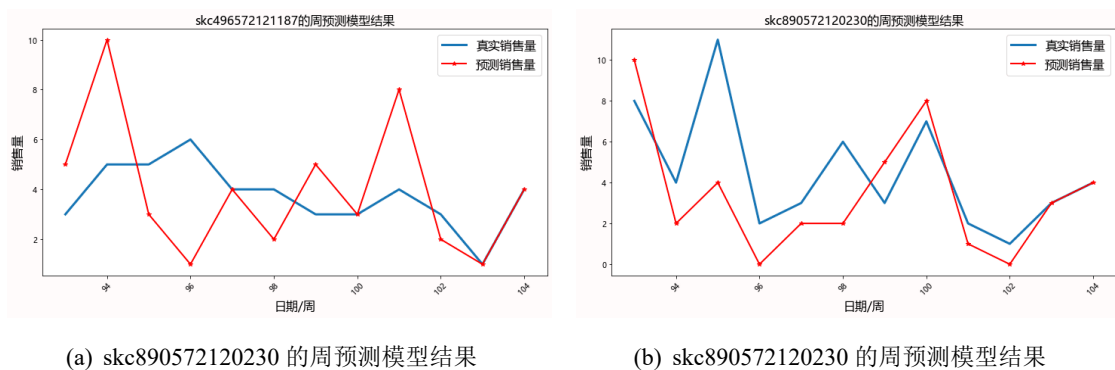 skc496572121187的周预测模型结果
10
8
6
4
2
销售量
真实销售量
预测销售量
94
96
98
100
102
104
日期/周
(a) skc890572120230 的周预测模型结果
skc890572120230的周预测模型结果
10
8
6
4
2
0
销售量
真实销售量
预测销售量
94
96
98
100
102
104
日期/周
(b) skc890572120230 的周预测模型结果